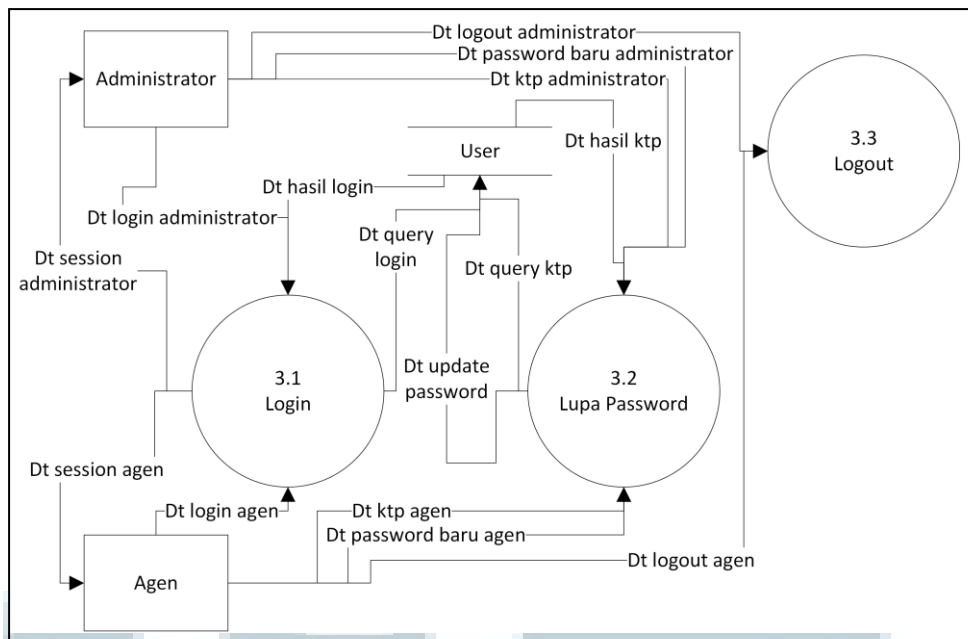 Dt logout administrator
Dt password baru administrator
Administrator
Dt ktp administrator
User
Dt hasil ktp
3.3
Logout
Dt hasil login
Dt login administrator
Dt query
login
Dt query ktp
Dt session
administrator
3.1
Login
Dt update
password
3.2
Lupa Password
Dt session agen
Dt login agen
Dt ktp agen
Dt password baru agen
Dt logout agen
Agen